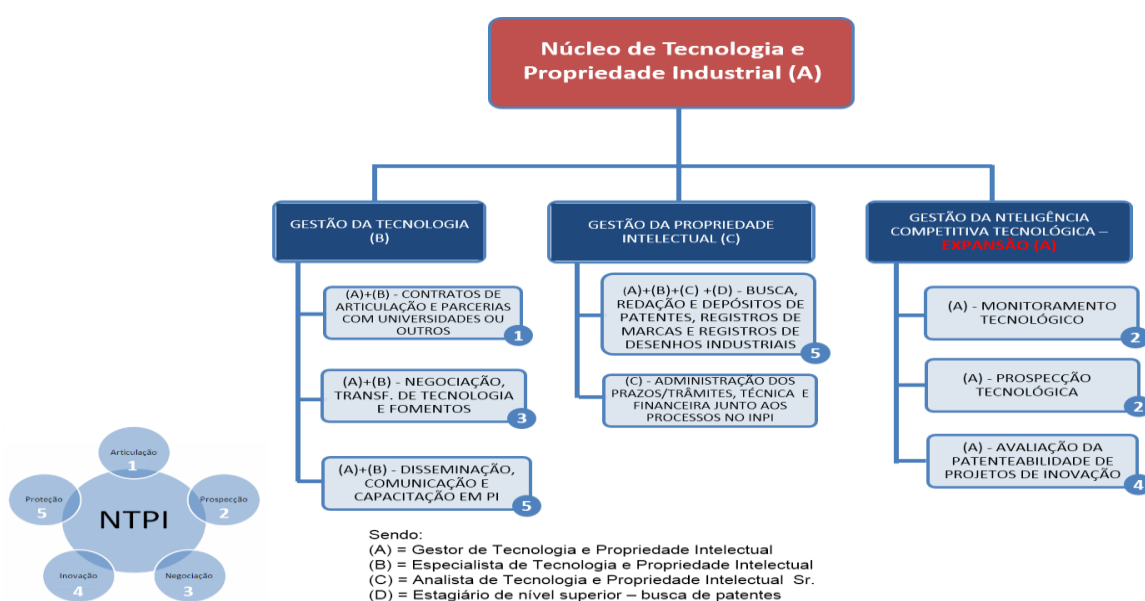 Núcleo de Tecnologia e
Propriedade Industrial (A)
GESTÃO DA TECNOLOGIA
(B)
(A)+(B) - CONTRATOS DE
ARTICULAÇÃO E PARCERIAS
COM UNIVERSIDADES OU
OUTROS
1
(A)+(B) - NEGOCIAÇÃO,
TRANSF. DE TECNOLOGIA
E FOMENTOS
3
(A)+(B) - DISSEMINAÇÃO,
COMUNICAÇÃO E
CAPACITAÇÃO EM PI
5
GESTÃO DA PROPRIEDADE
INTELECTUAL (C)
(A)+(B)+(C) +(D) - BUSCA,
REDAÇÃO E DEPÓSITOS DE
PATENTES, REGISTROS DE
MARCAS E REGISTROS DE
DESENHOS INDUSTRIAIS
5
(C) - ADMINISTRAÇÃO DOS
PRAZOS/TRÂMITES, TÉCNICA E
FINANCEIRA JUNTO AOS
PROCESSOS NO INPI
GESTÃO DA NTELIGÊNCIA
COMPETITIVA TECNOLÓGICA –
EXPANSÃO (A)
(A) - MONITORAMENTO
TECNOLÓGICO
2
(A) - PROSPECÇÃO
TECNOLÓGICA
2
(A) - AVALIAÇÃO DA
PATENTEABILIDADE DE
PROJETOS DE INOVAÇÃO
4
Articulação
1
Prospecção
2
Negociação
3
Inovação
4
Proteção
5
NTPI
Sendo:
(A) = Gestor de Tecnologia e Propriedade Intelectual
(B) = Especialista de Tecnologia e Propriedade Intelectual
(C) = Analista de Tecnologia e Propriedade Intelectual Sr.
(D) = Estagiário de nível superior – busca de patentes